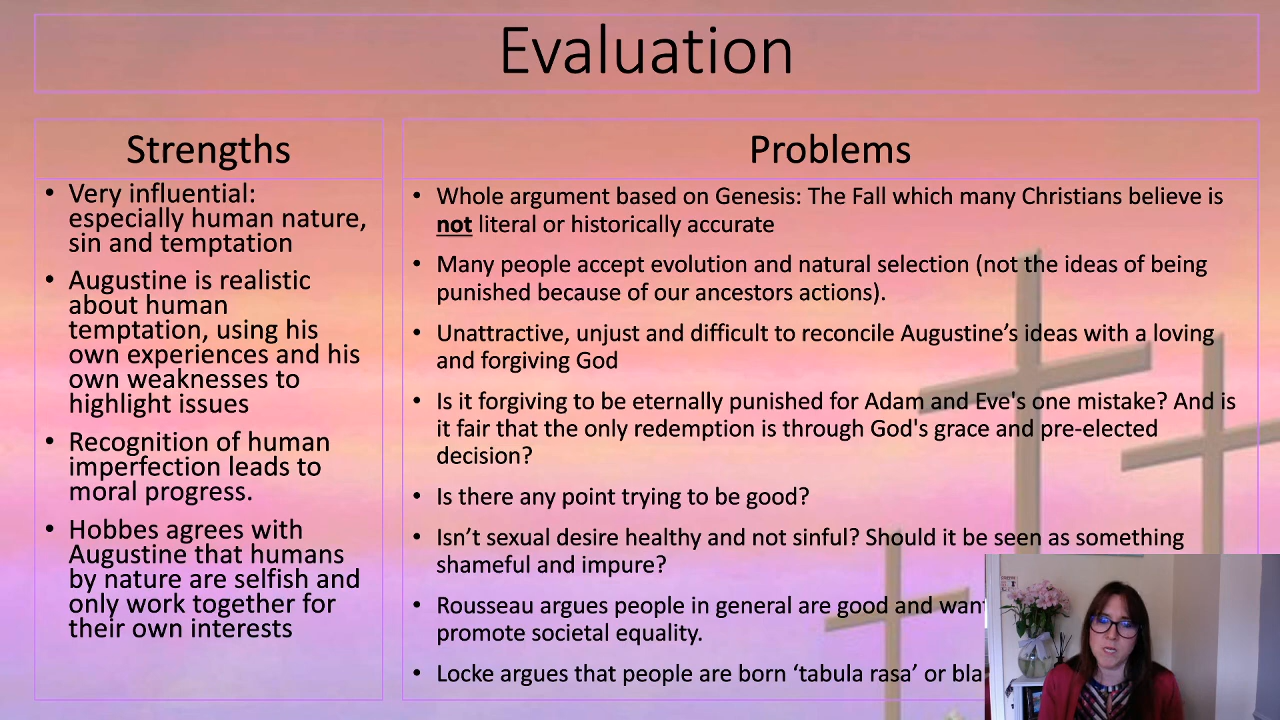 Evaluation
Strengths
• Very influential:
especially human nature,
sin and temptation
• Augustine is realistic
about human
temptation, using his
own experiences and his
own weaknesses to
highlight issues
• Recognition of human
imperfection leads to
moral progress.
• Hobbes agrees with
Augustine that humans
by nature are selfish and
only work together for
their own interests
Problems
• Whole argument based on Genesis: The Fall which many Christians believe is
not literal or historically accurate
• Many people accept evolution and natural selection (not the ideas of being
punished because of our ancestors actions).
• Unattractive, unjust and difficult to reconcile Augustine’s ideas with a loving
and forgiving God
• Is it forgiving to be eternally punished for Adam and Eve's one mistake? And is
it fair that the only redemption is through God's grace and pre-elected
decision?
• Is there any point trying to be good?
• Isn’t sexual desire healthy and not sinful? Should it be seen as something
shameful and impure?
• Rousseau argues people in general are good and
promote societal equality.
• Locke argues that people are born ‘tabula rasa’ or